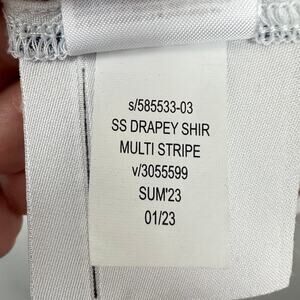 s/585533-03
SS DRAPEY SHIR
MULTI STRIPE
v/3055599
SUM'23
01/23